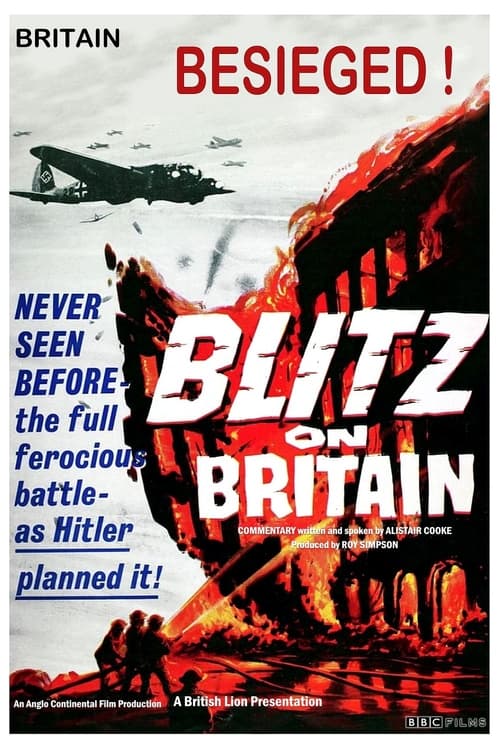 BRITAIN
BESIEGED !
NEVER
SEEN
BEFORE-
the full
ferocious
battle-
as Hitler
planned it!
BLITZ
ON
BRITAIN
COMMENTARY written and spoken by ALISTAIR COOKE
Produced by ROY SIMPSON
An Anglo Continental Film Production
A British Lion Presentation
BBC FILMS